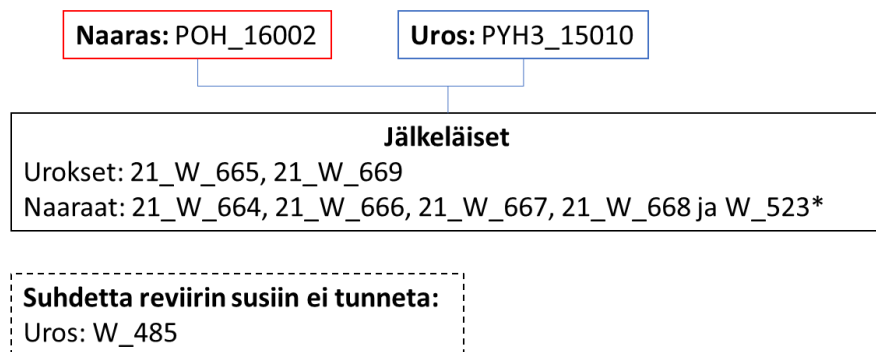 Naaras: POH_16002
Uros: PYH3_15010
Jälkeläiset
Urokset: 21_W_665, 21_W_669
Naaraat: 21_W_664, 21_W_666, 21_W_667, 21_W_668 ja W_523*
Suhdetta reviirin susiin ei tunneta:
Uros: W_485